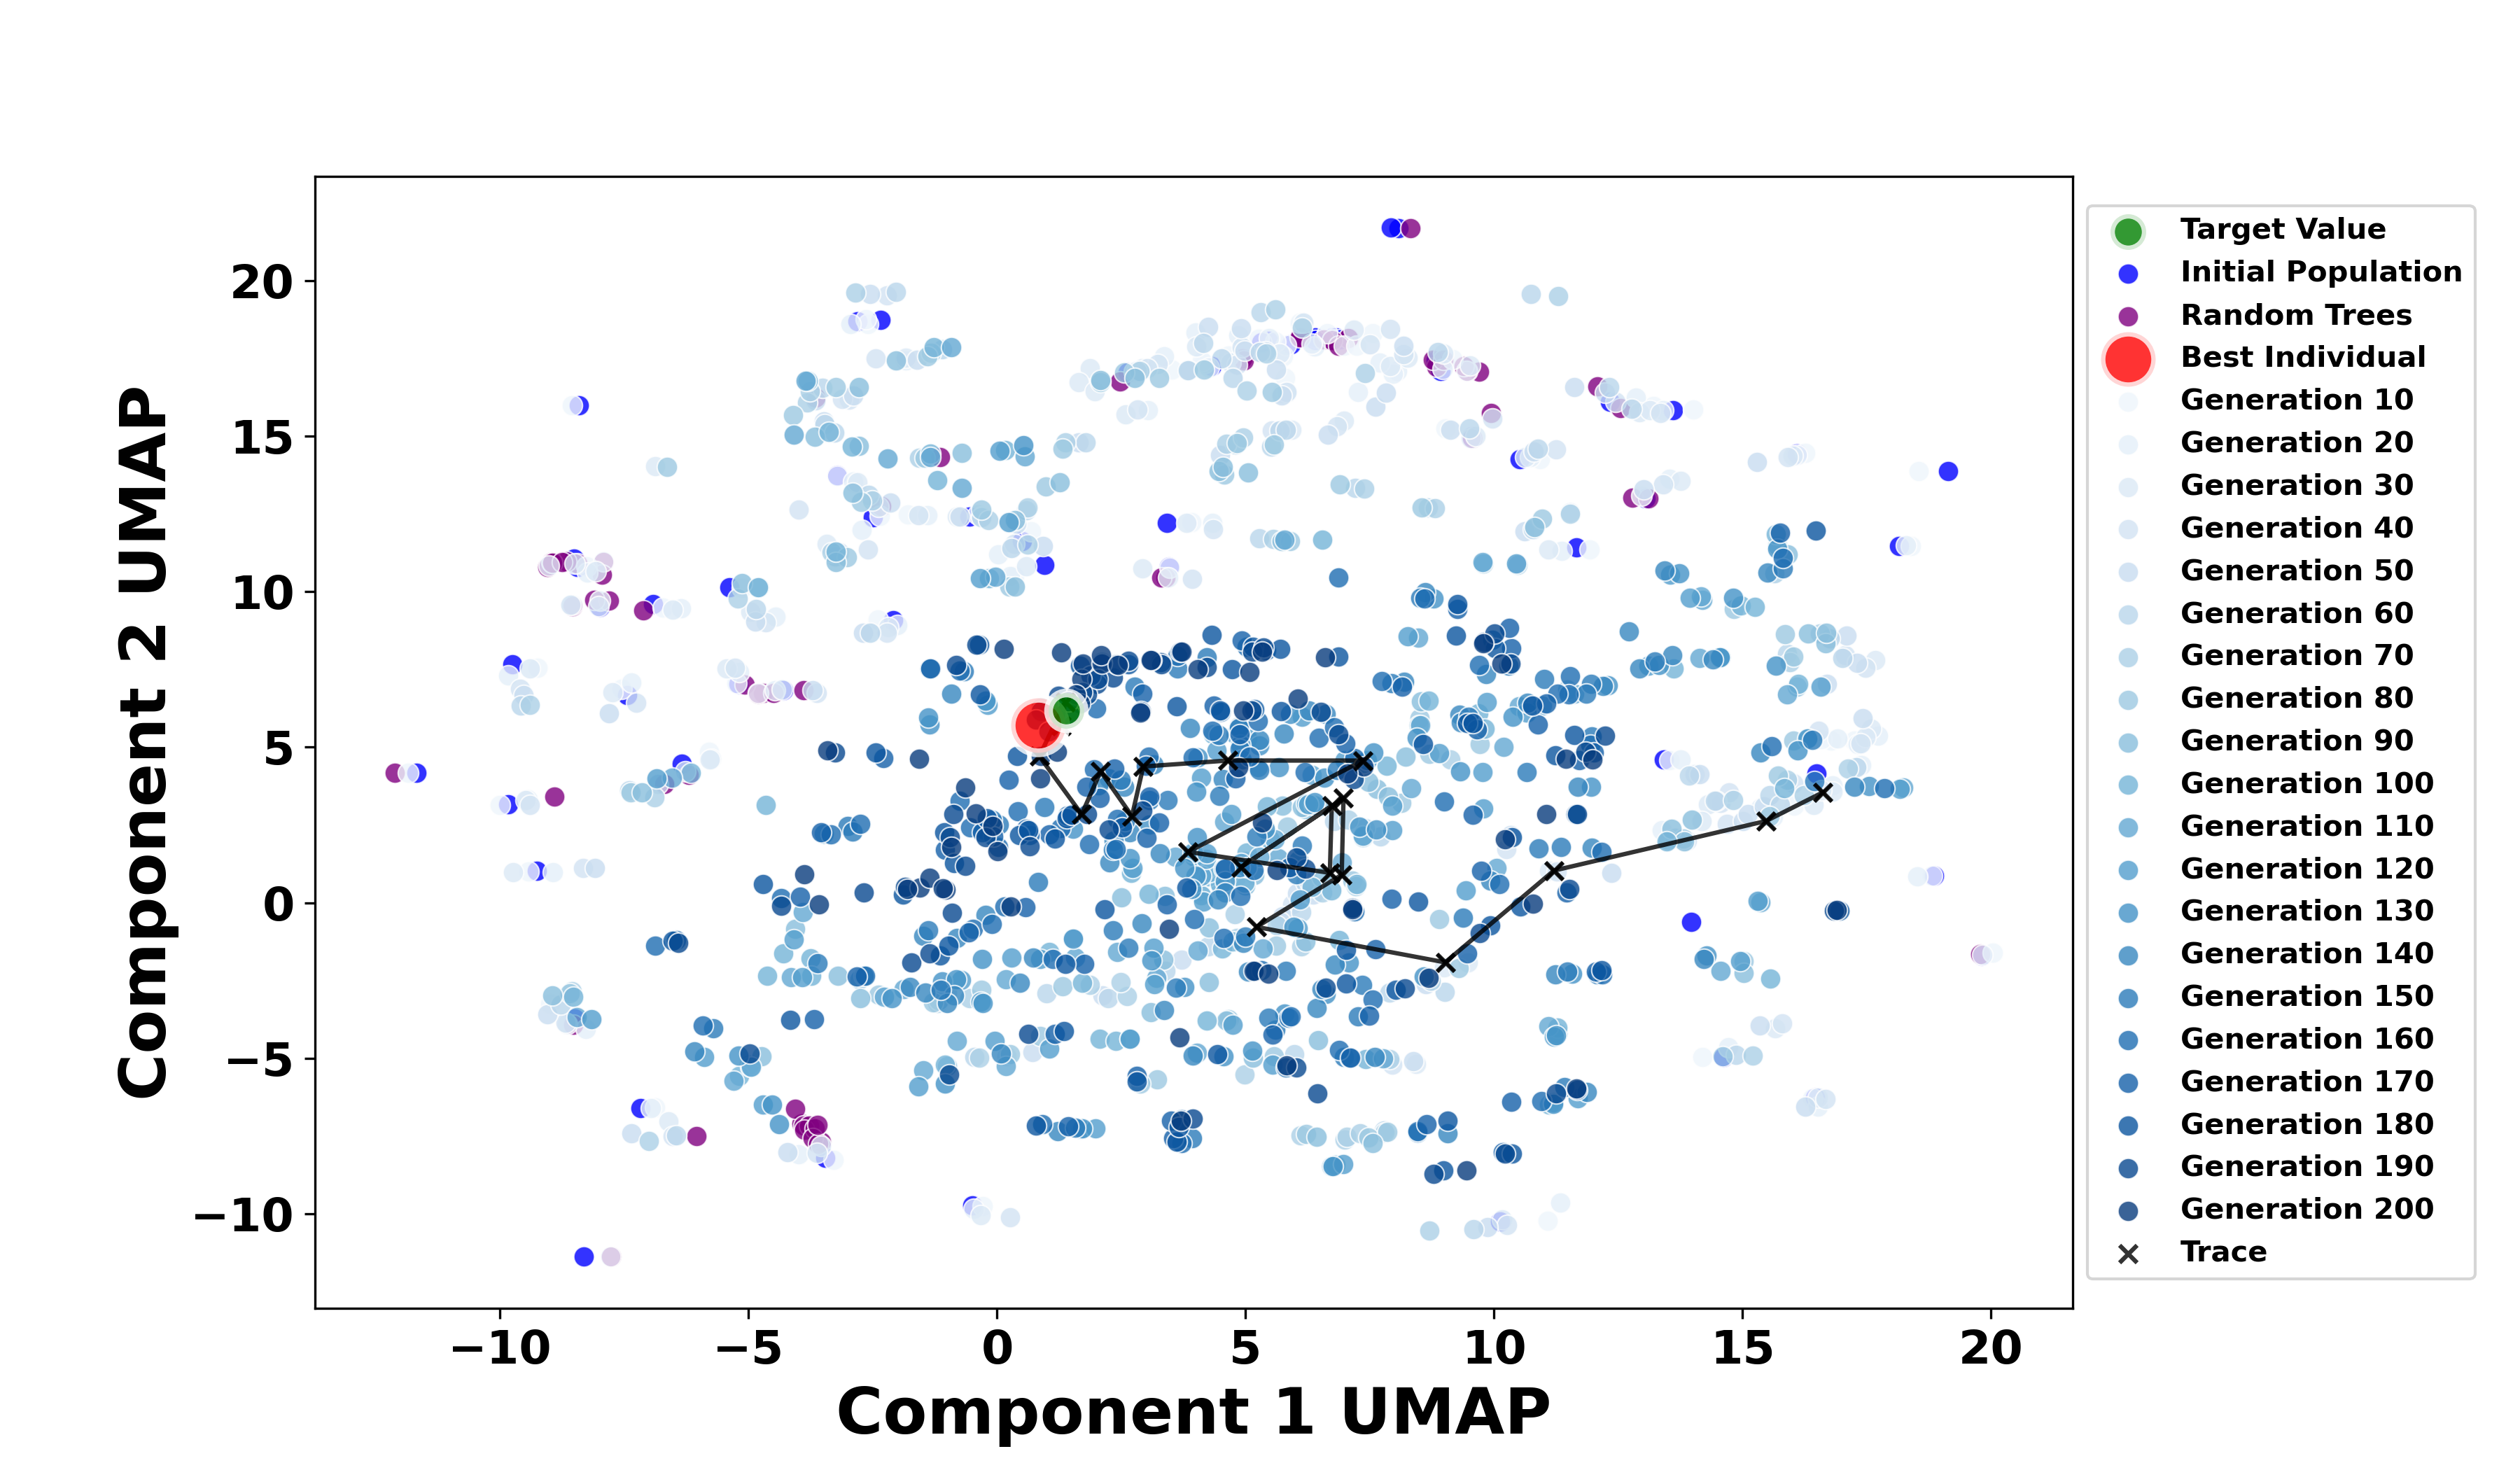 Component 2 UMAP
20
15
10
5
0
−5
−10
−10
−5
0
5
10
15
20
Component 1 UMAP
Target Value
Initial Population
Random Trees
Best Individual
Generation 10
Generation 20
Generation 30
Generation 40
Generation 50
Generation 60
Generation 70
Generation 80
Generation 90
Generation 100
Generation 110
Generation 120
Generation 130
Generation 140
Generation 150
Generation 160
Generation 170
Generation 180
Generation 190
Generation 200
Trace